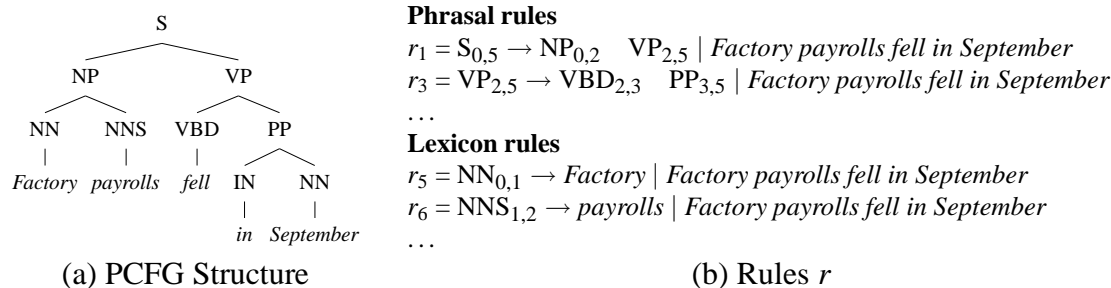 S
NP VP
NN NNS VBD PP
Factory payrolls fell IN NN
in September
(a) PCFG Structure
Phrasal rules
r1 = S0,5 → NP0,2 VP2,5 | Factory payrolls fell in September
r3 = VP2,5 → VBD2,3 PP3,5 | Factory payrolls fell in September
...
Lexicon rules
r5 = NN0,1 → Factory | Factory payrolls fell in September
r6 = NNS1,2 → payrolls | Factory payrolls fell in September
...
(b) Rules r